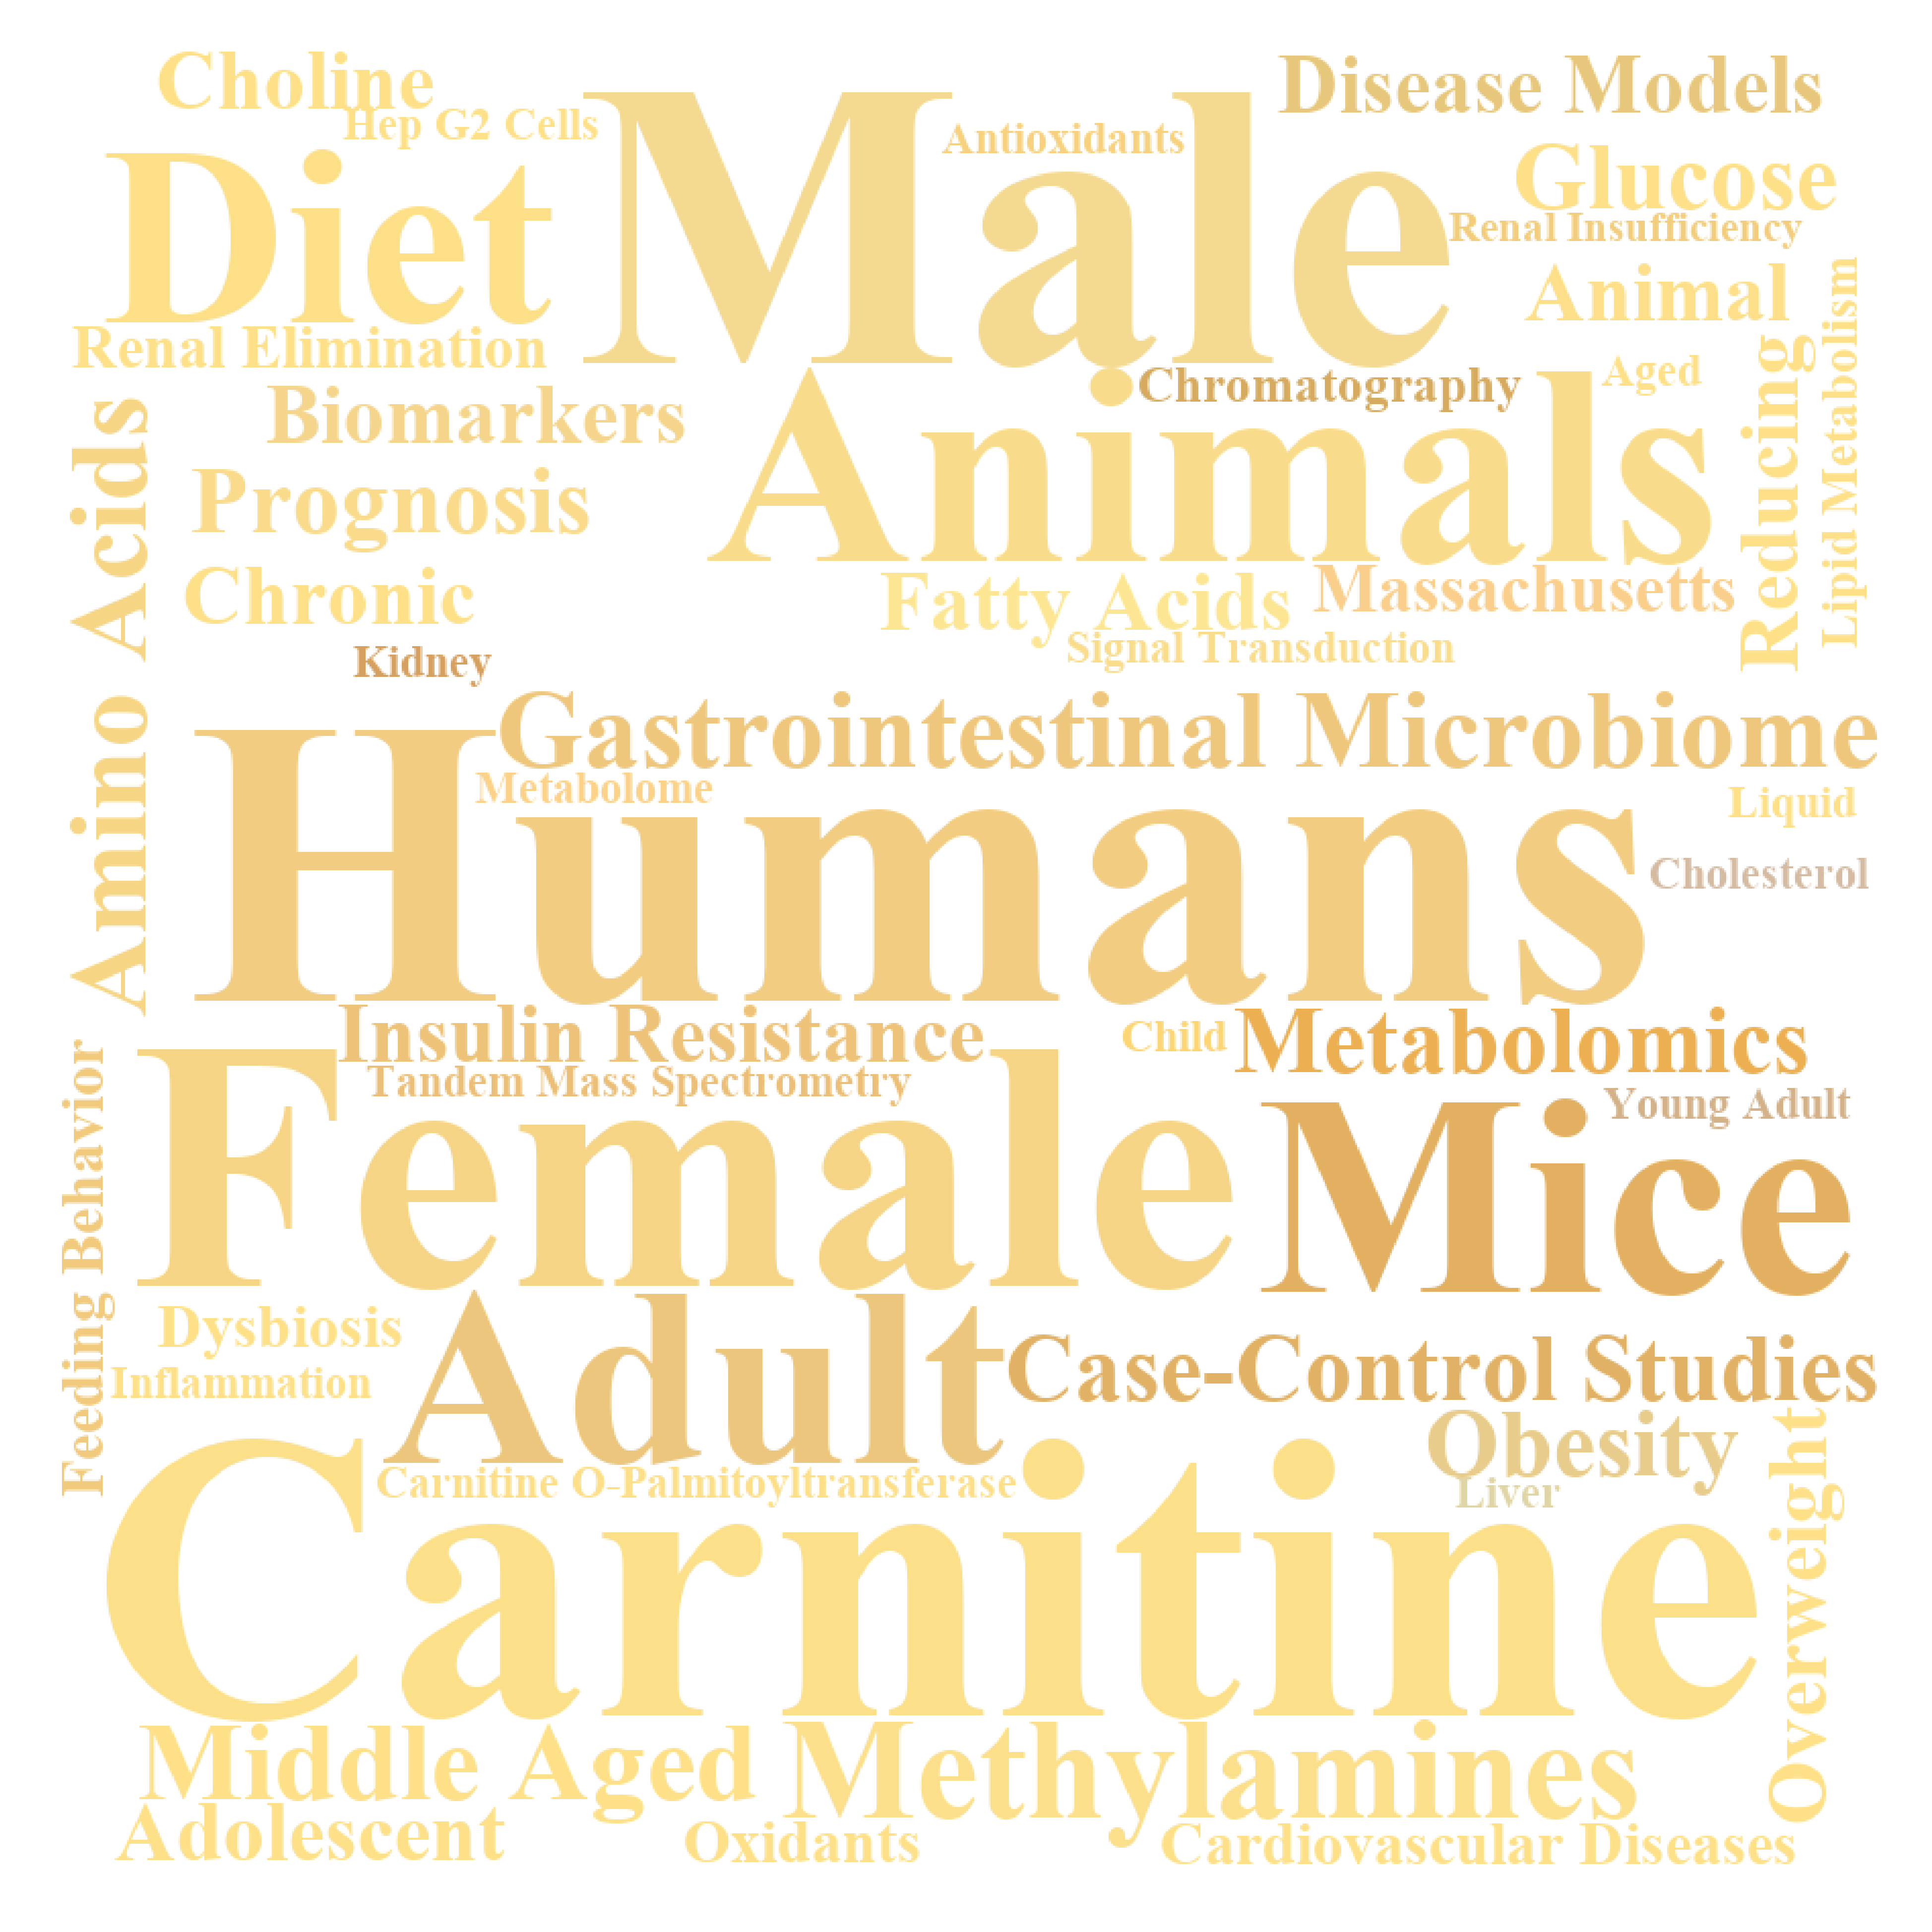 Choline
Disease Models
Hep G2 Cells
Male
Antioxidants
Diet
Glucose
Renal Insufficiency
Animal
Renal Elimination
Chromatography
Aged
Reducing
Lipid Metabolism
Biomarkers
Animals
Amino Acids
Prognosis
Chronic
Fatty Acids
Massachusetts
Signal Transduction
Kidney
Gastrointestinal Microbiome
Metabolome
Humans
Liquid
Cholesterol
Insulin Resistance
Child
Metabolomics
Tandem Mass Spectrometry
Young Adult
Feeding Behavior
Female
Mice
Dysbiosis
Inflammation
Adult
Case-Control Studies
Obesity
Carnitine O-Palmitoyltransferase
Liver
Overweight
Carnitine
Middle Aged
Methylamines
Adolescent
Oxidants
Cardiovascular Diseases